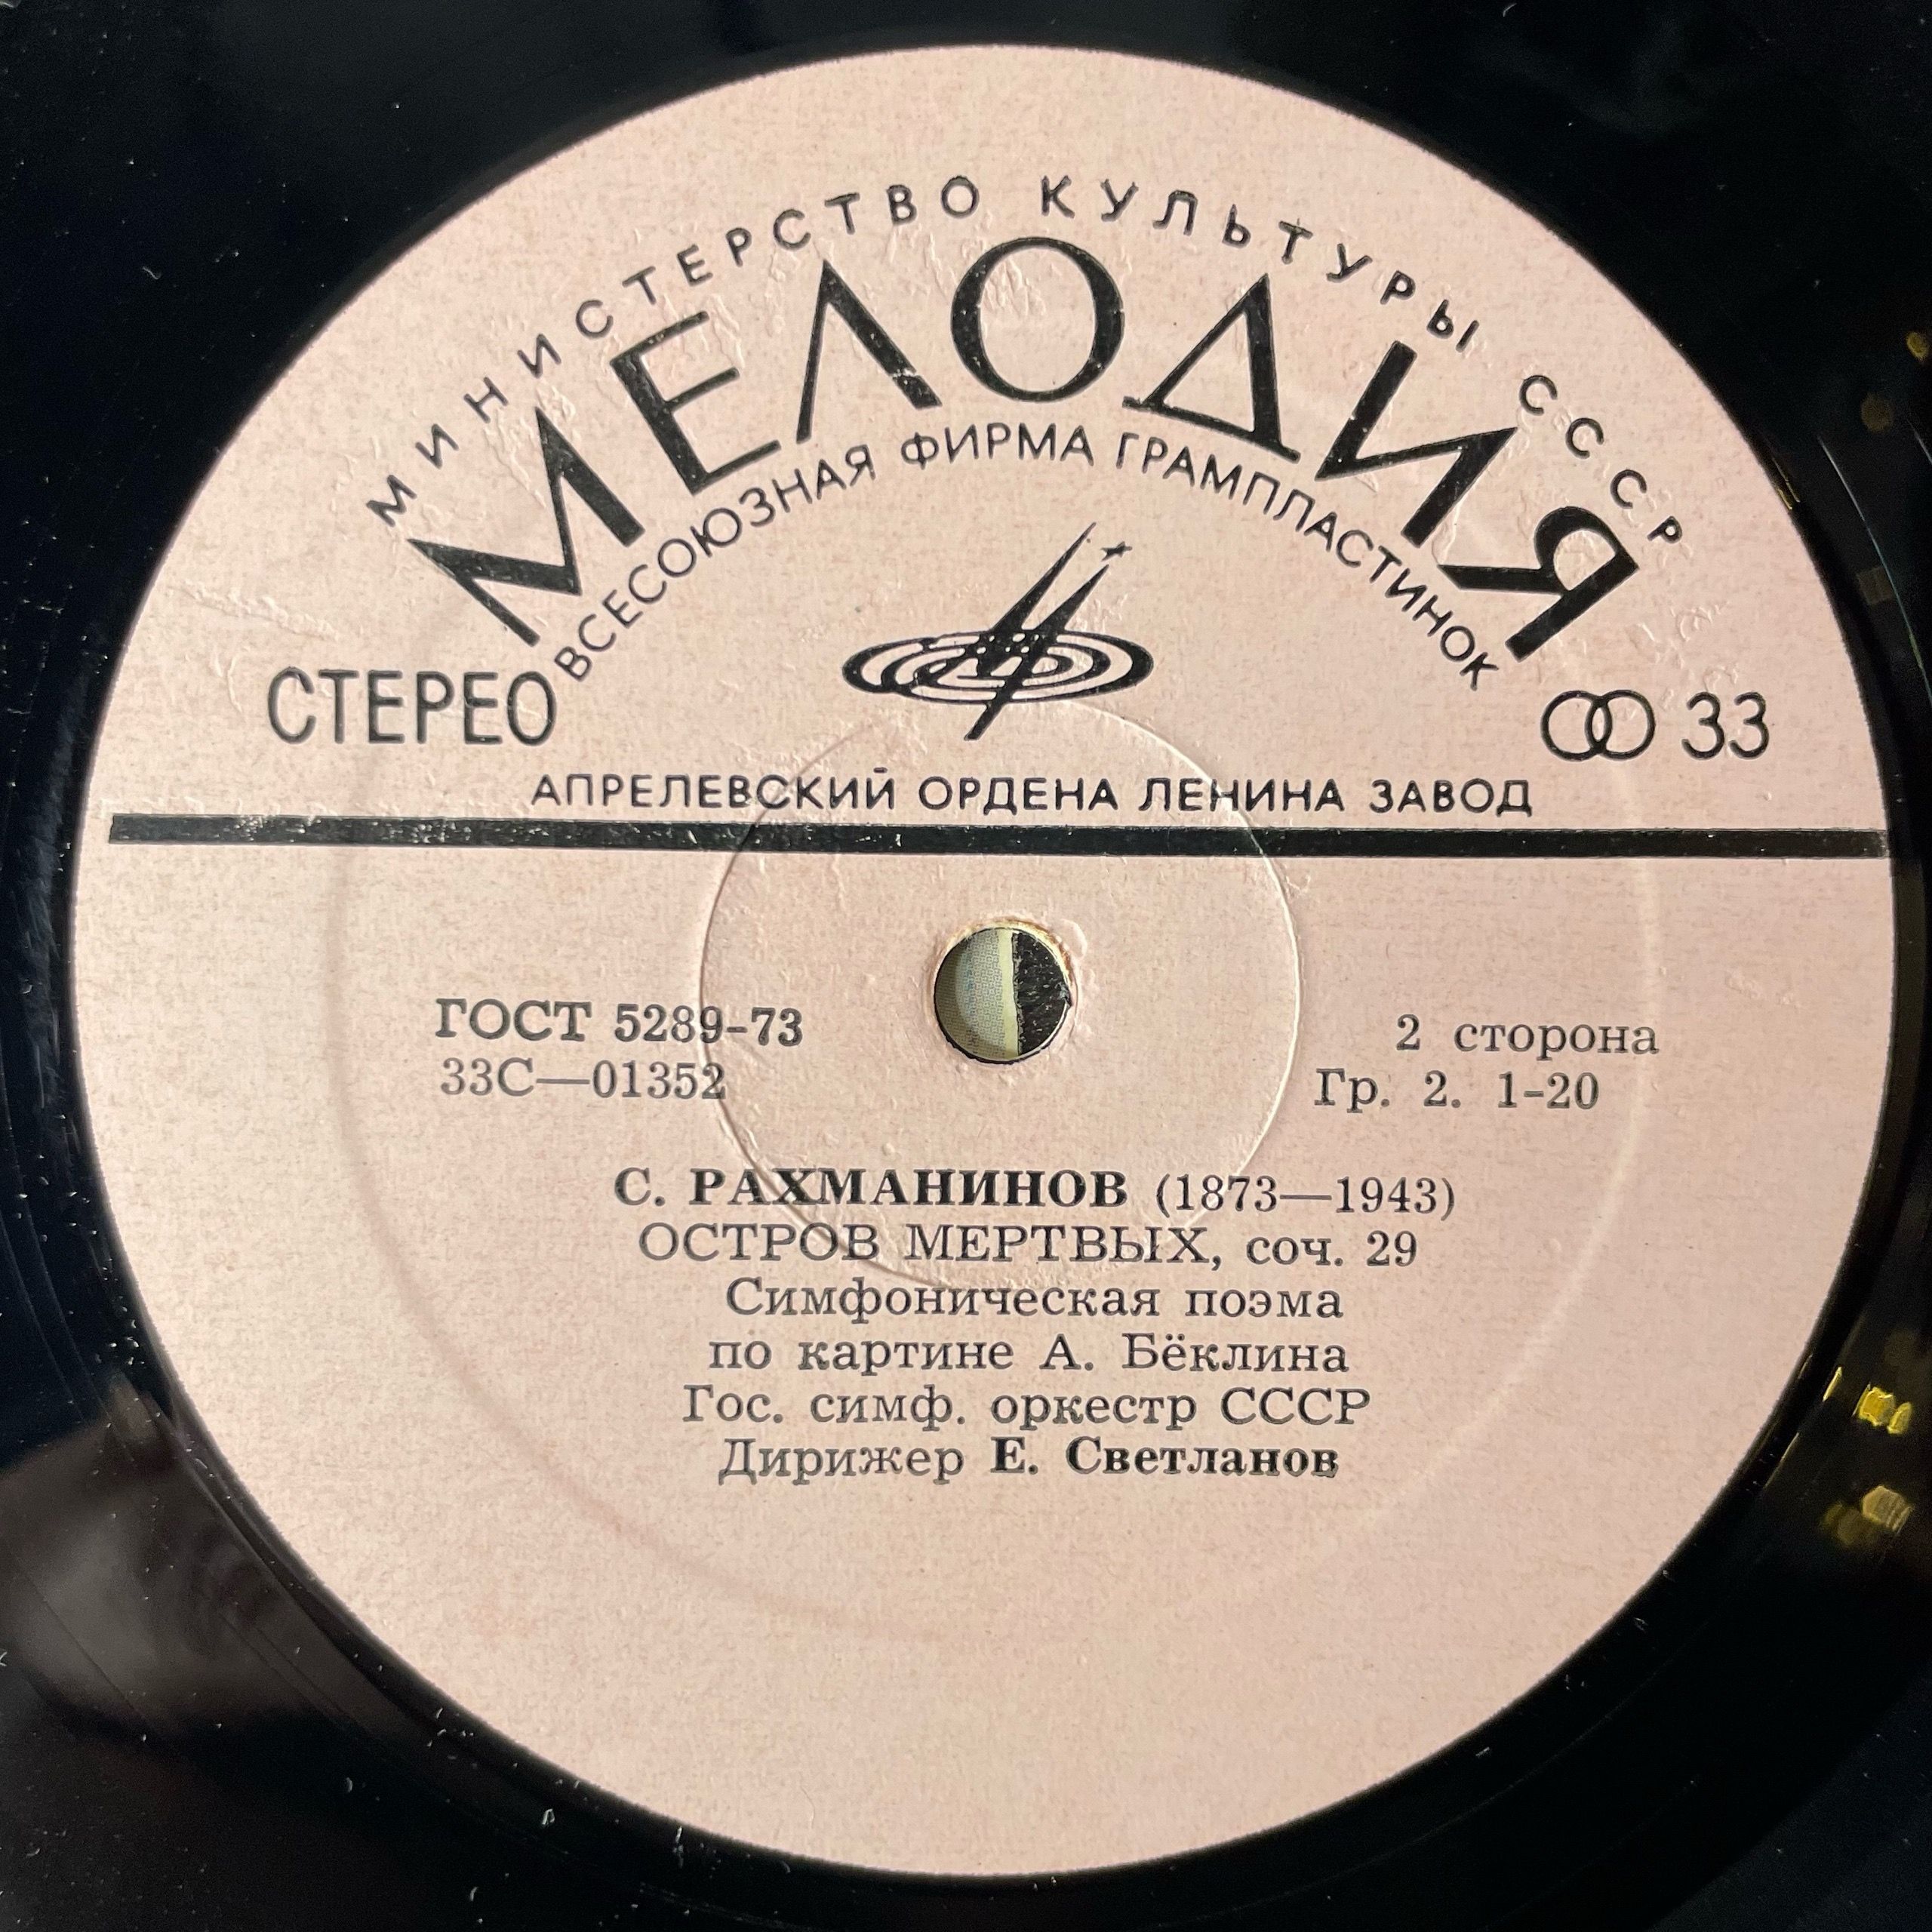 МИНИСТЕРСТВО КУЛЬТУРЫ СССР
МЕЛОДИЯ
ВСЕСОЮЗНАЯ ФИРМА ГРАМПЛАСТИНОК
СТЕРЕО
33
АПРЕЛЕВСКИЙ ОРДЕНА ЛЕНИНА ЗАВОД
ГОСТ 5289-73
33С—01352
2 сторона
Гр. 2. 1-20
С. РАХМАНИНОВ (1873—1943)
ОСТРОВ МЕРТВЫХ, соч. 29
Симфоническая поэма
по картине А. Бёклина
Гос. симф. оркестр СССР
Дирижер Е. Светланов